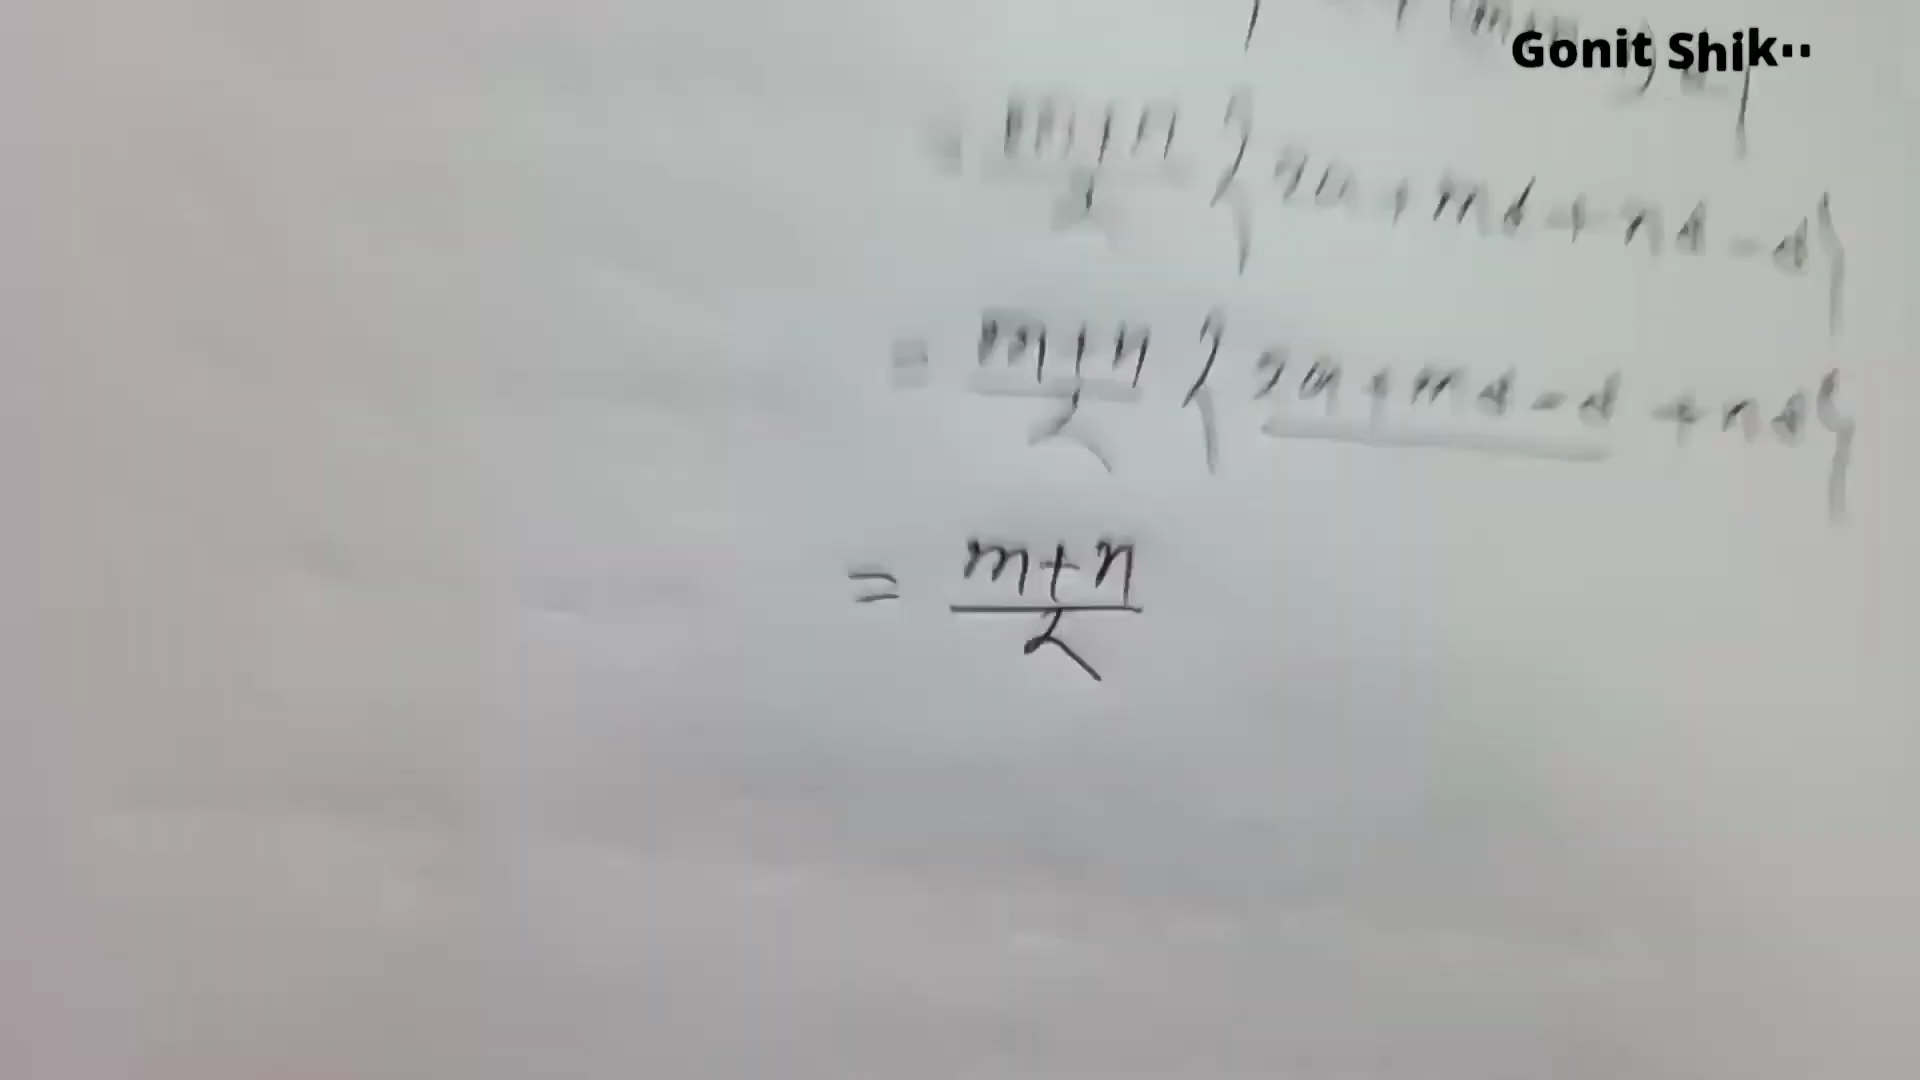 Gonit Shik··
= m+n/2 {2a+md+nd-d}
= m+n/2 {2a+md-d+nd}
= m+n/2